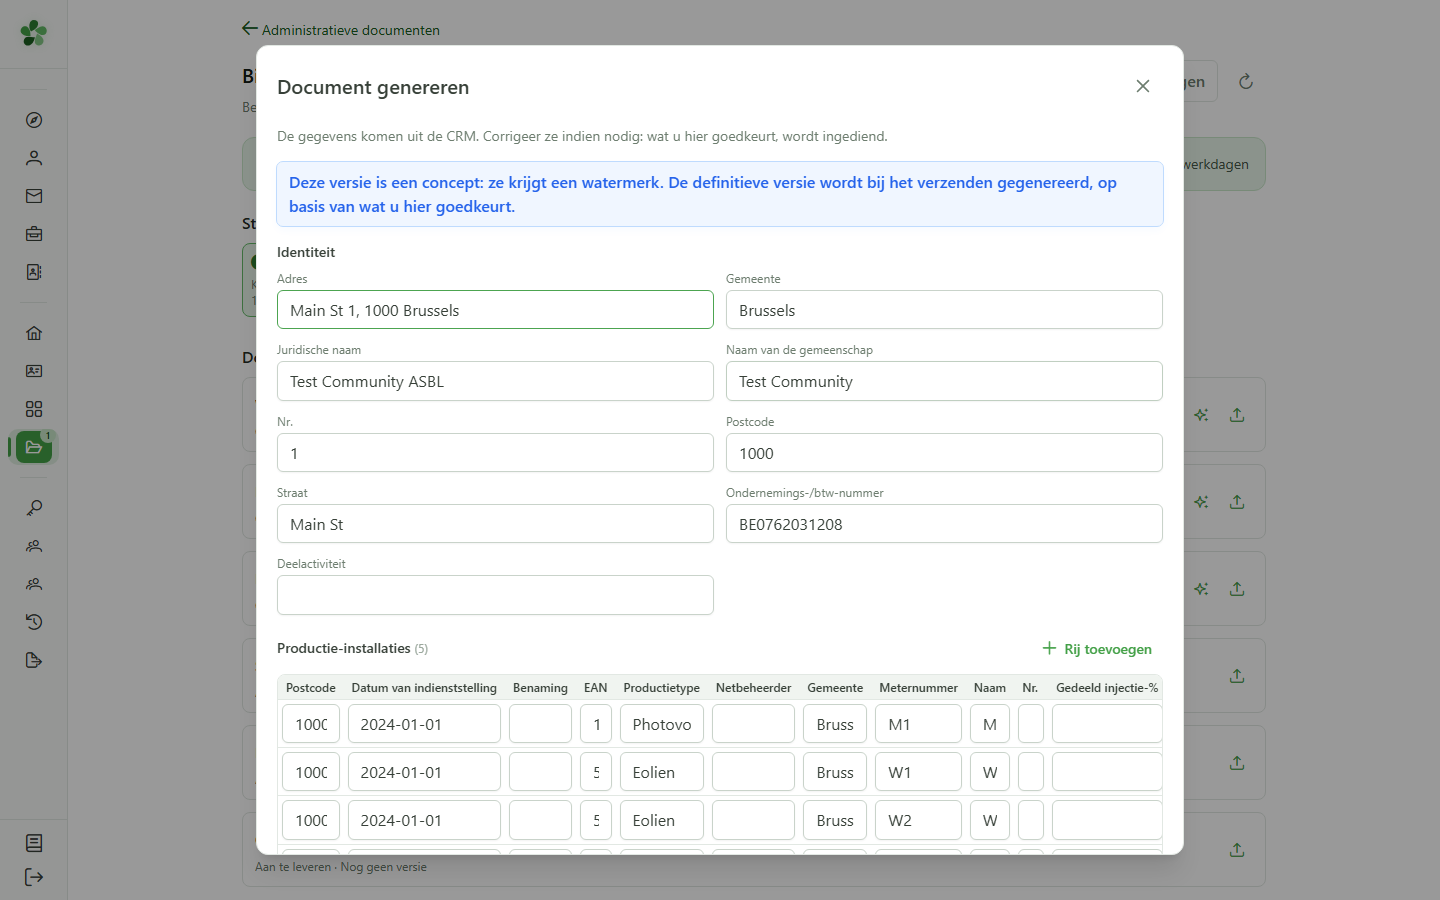 Administratieve documenten
Document genereren
De gegevens komen uit de CRM. Corrigeer ze indien nodig: wat u hier goedkeurt, wordt ingediend.
Deze versie is een concept: ze krijgt een watermerk. De definitieve versie wordt bij het verzenden gegenereerd, op
basis van wat u hier goedkeurt.
werkdagen
Identiteit
Adres Gemeente
Main St 1, 1000 Brussels Brussels
Juridische naam Naam van de gemeenschap
Test Community ASBL Test Community
Nr. Postcode
1 1000
Straat Ondernemings-/btw-nummer
Main St BE0762031208
Deelactiviteit
1
Productie-installaties (5) Rij toevoegen
Postcode Datum van indienststelling Benaming EAN Productietype Netbeheerder Gemeente Meternummer Naam Nr. Gedeeld injectie-%
1000 2024-01-01 1 Photovo Bruss M1 M
1000 2024-01-01 5 Eolien Bruss W1 W
1000 2024-01-01 5 Eolien Bruss W2 W
Aan te leveren · Nog geen versie